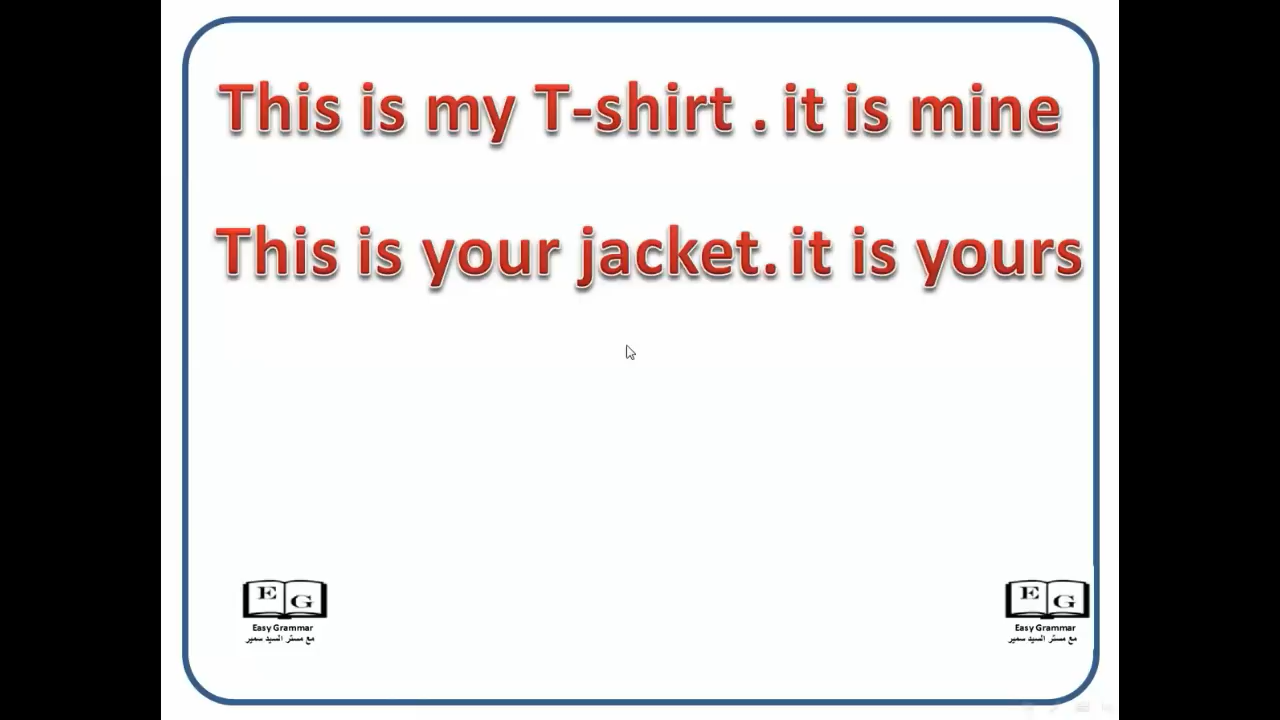 This is my T-shirt . it is mine
This is your jacket. it is yours
E G
Easy Grammar
مع مستر السيد سمير
E G
Easy Grammar
مع مستر السيد سمير